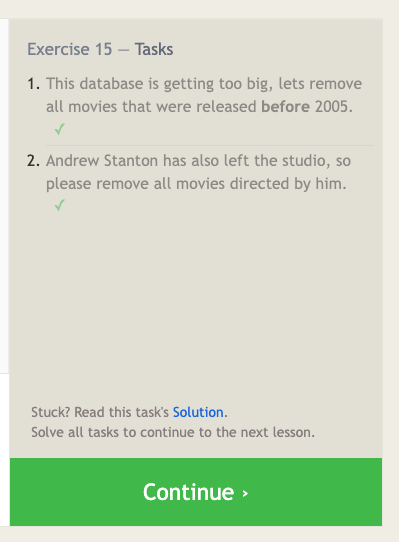 Exercise 15 — Tasks
1. This database is getting too big, lets remove
all movies that were released before 2005.
✓
2. Andrew Stanton has also left the studio, so
please remove all movies directed by him.
✓
Stuck? Read this task's Solution.
Solve all tasks to continue to the next lesson.
Continue ›